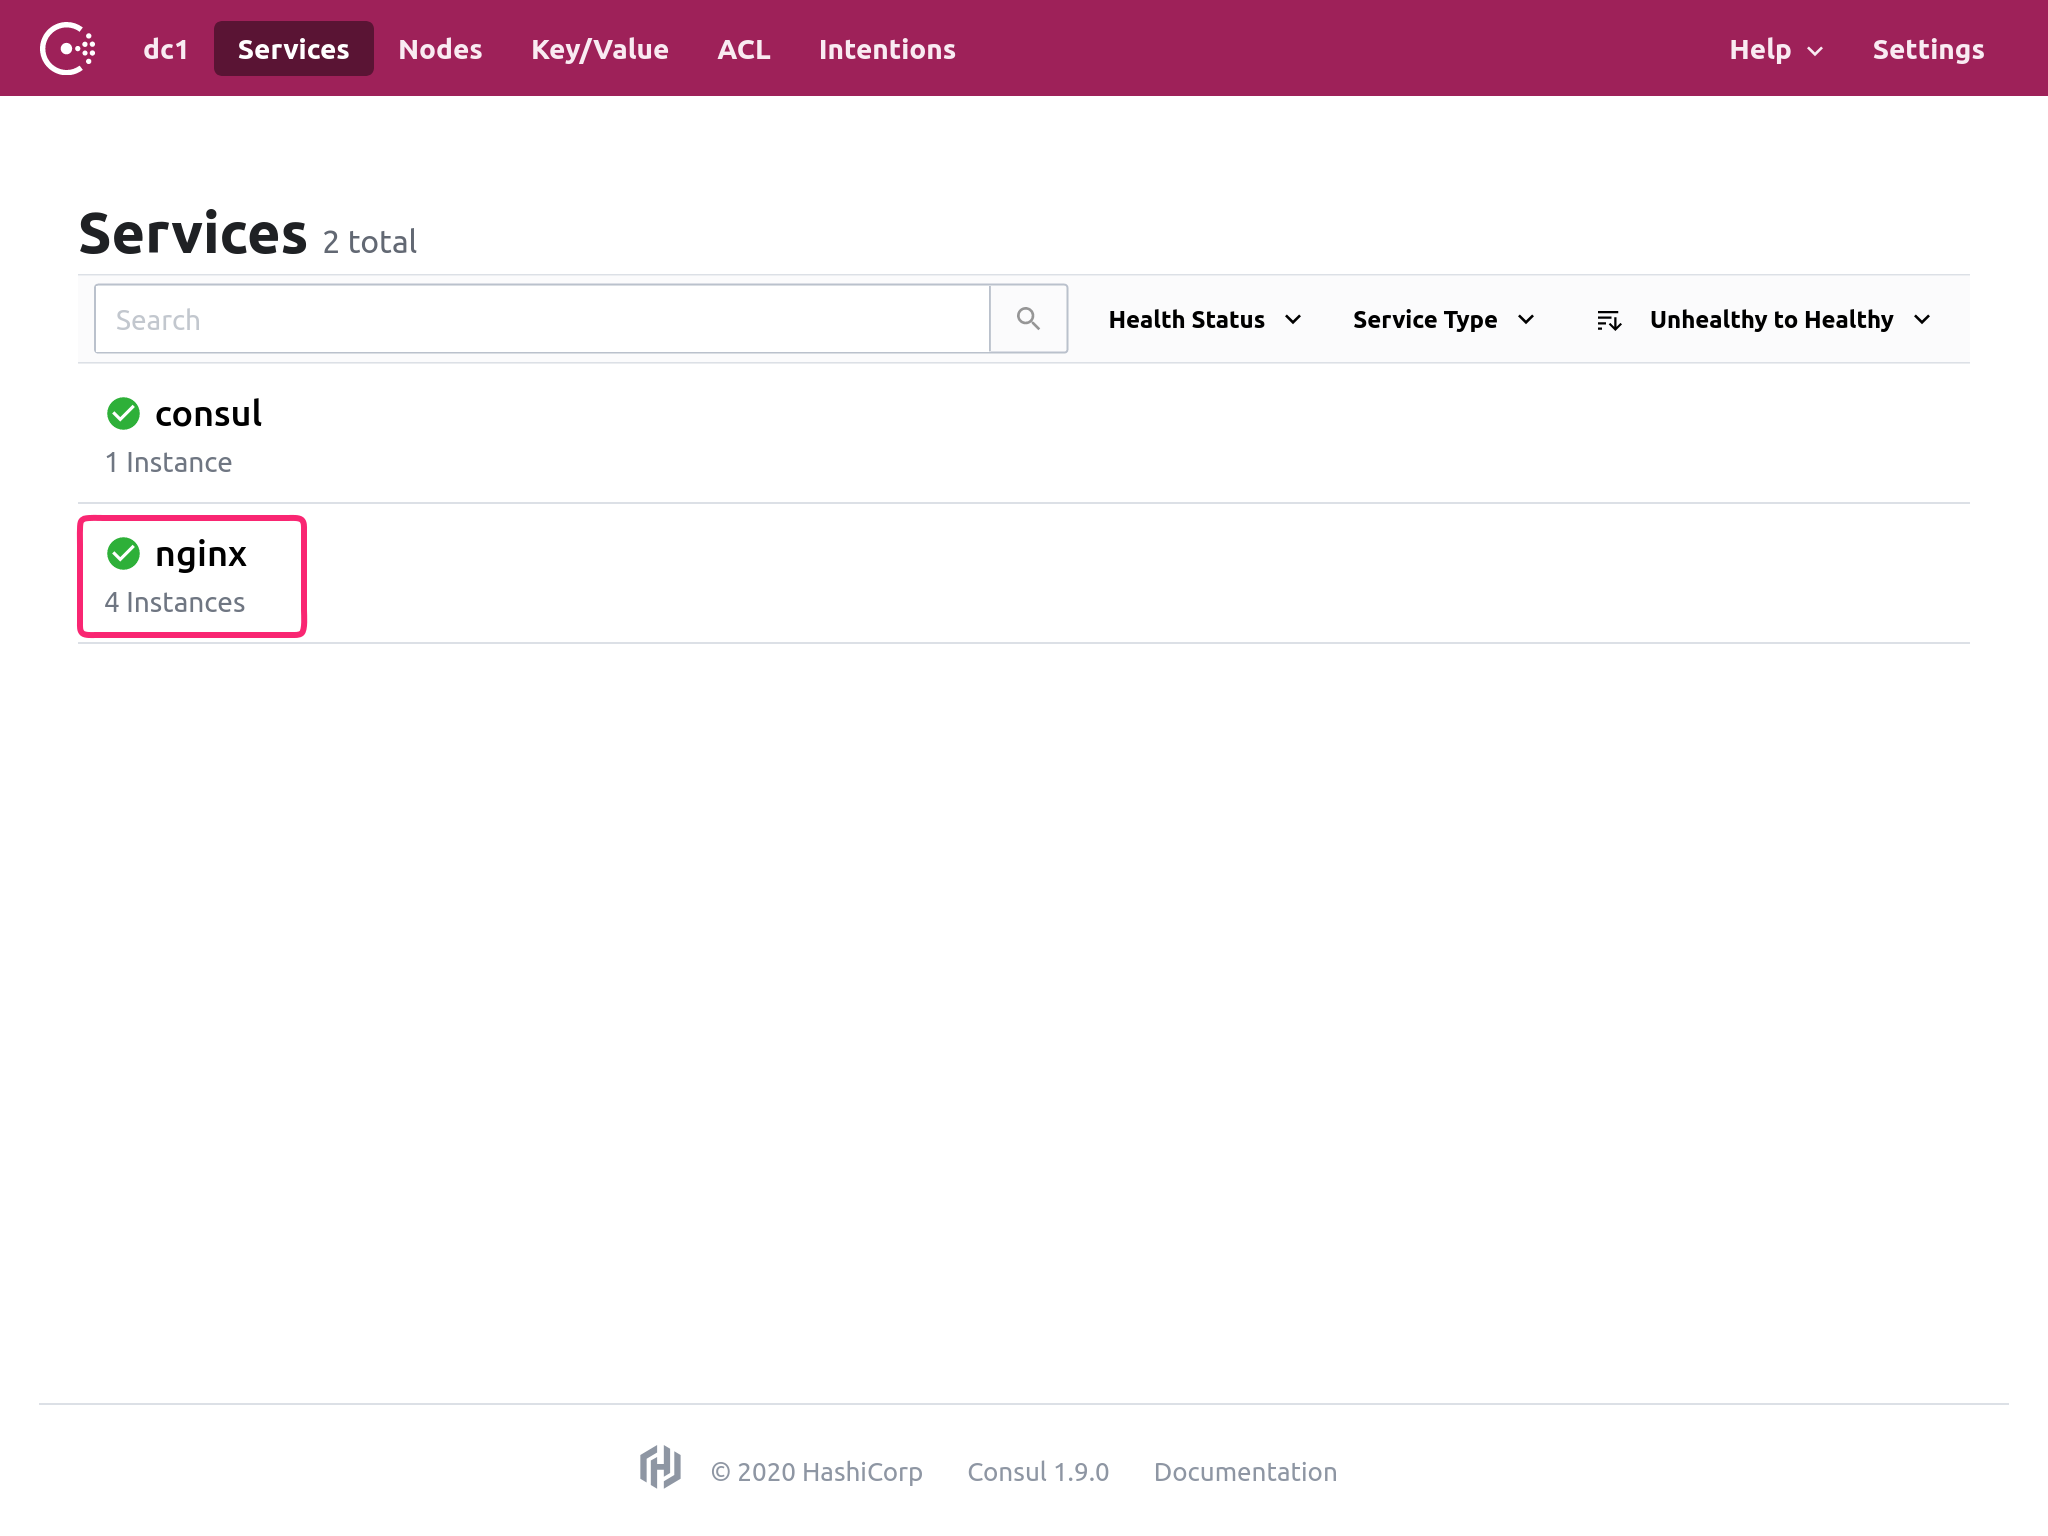 dc1 Services Nodes Key/Value ACL Intentions Help Settings
Services 2 total
Search Health Status Service Type Unhealthy to Healthy
consul
1 Instance
nginx
4 Instances
© 2020 HashiCorp Consul 1.9.0 Documentation